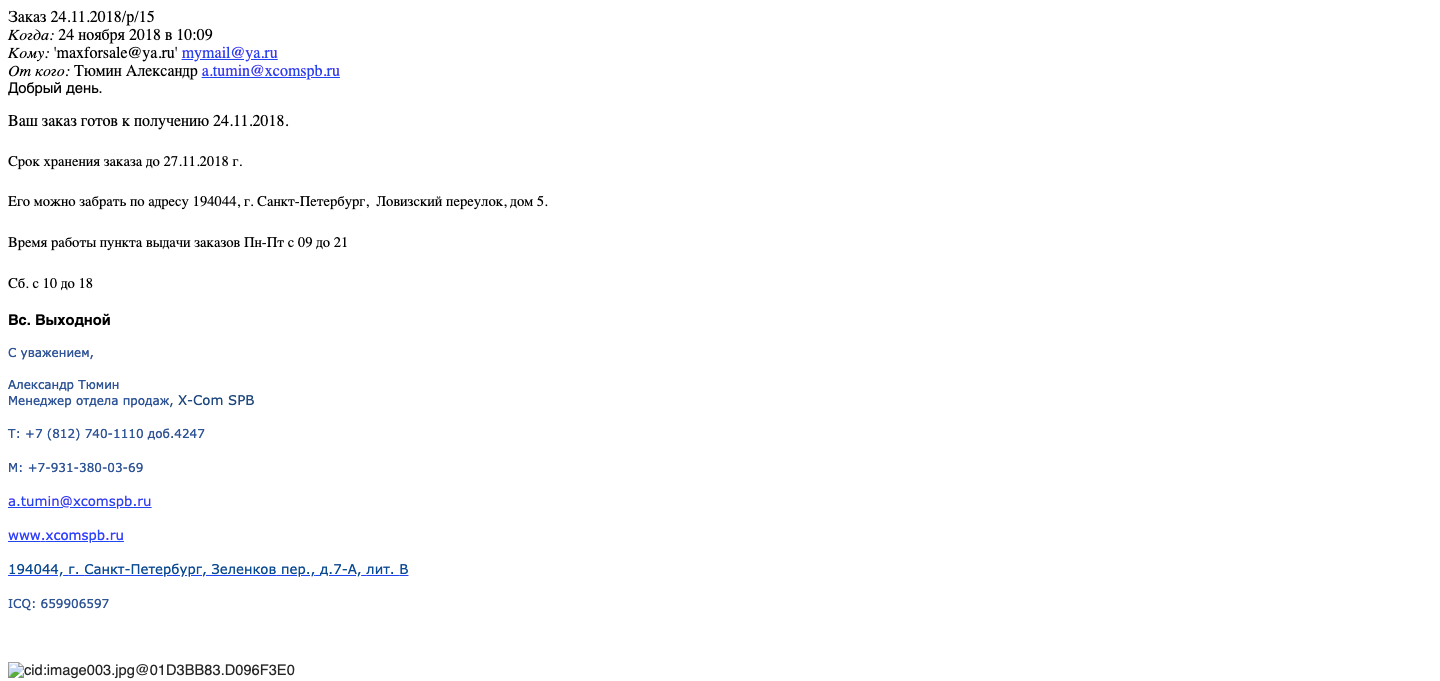 Заказ 24.11.2018/p/15
Когда: 24 ноября 2018 в 10:09
Кому: 'maxforsale@ya.ru' mymail@ya.ru
От кого: Тюмин Александр a.tumin@xcomspb.ru
Добрый день.
Ваш заказ готов к получению 24.11.2018.
Срок хранения заказа до 27.11.2018 г.
Его можно забрать по адресу 194044, г. Санкт-Петербург,  Ловизский переулок, дом 5.
Время работы пункта выдачи заказов Пн-Пт с 09 до 21
Сб. с 10 до 18
Вс. Выходной
С уважением,
Александр Тюмин
Менеджер отдела продаж, X-Com SPB
T: +7 (812) 740-1110 доб.4247
M: +7-931-380-03-69
a.tumin@xcomspb.ru
www.xcomspb.ru
194044, г. Санкт-Петербург, Зеленков пер., д.7-А, лит. В
ICQ: 659906597
cid:image003.jpg@01D3BB83.D096F3E0